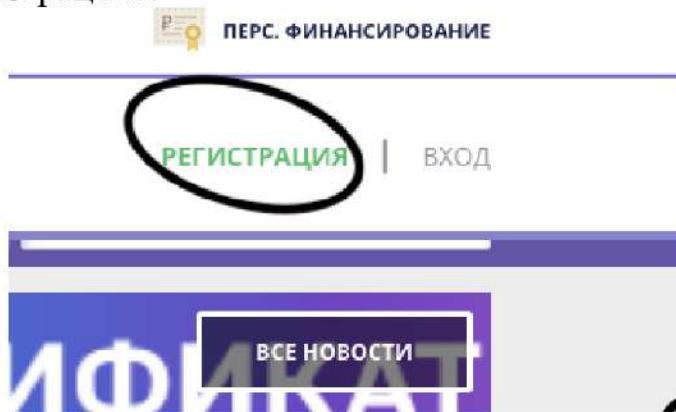 ПЕРС. ФИНАНСИРОВАНИЕ
РЕГИСТРАЦИЯ | ВХОД
ВСЕ НОВОСТИ
ИФИКАТ